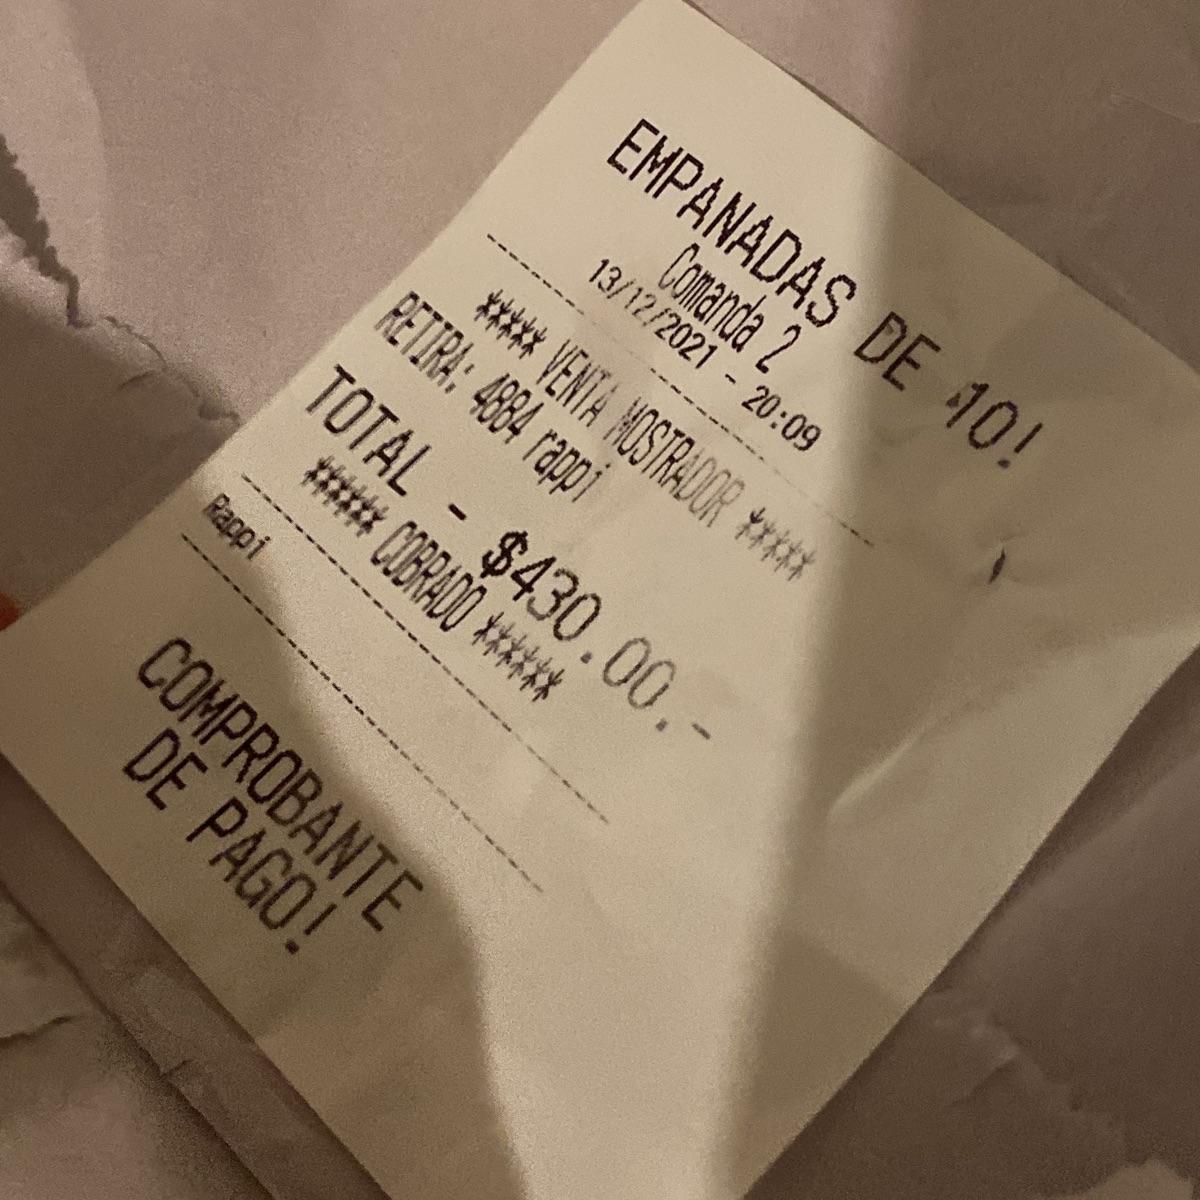 EMPANADAS DE 10!
Comanda 2
13/12/2021 - 20:09
***** VENTA MOSTRADOR *****
RETIRA: 4884 rappi
TOTAL - $430.00.-
****** COBRADO ******
Rappi
COMPROBANTE
DE PAGO!